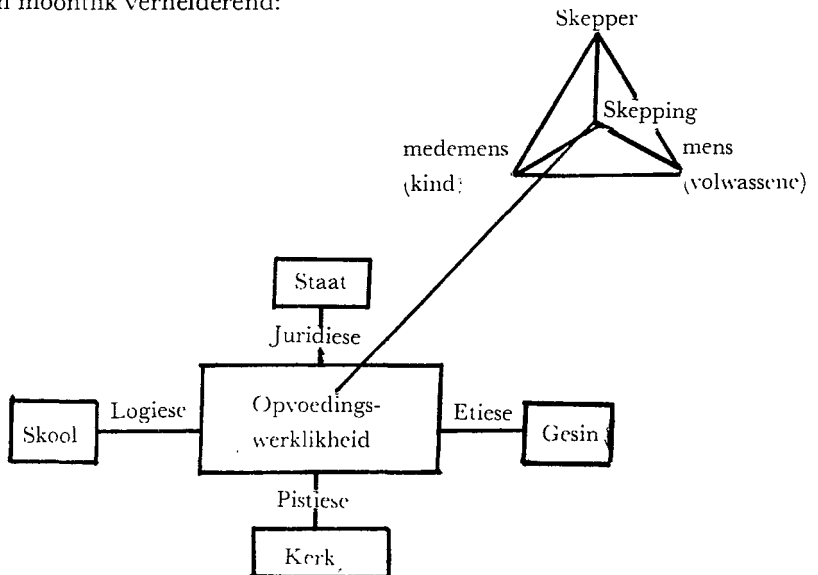 moontlik verhelderend:
Skepper
Skepping
medemens
(kind)
mens
(volwassene)
Staat
Juridiese
Skool
Logiese
Opvoedings-
werklikheid
Etiese
Gesin
Pistiese
Kerk